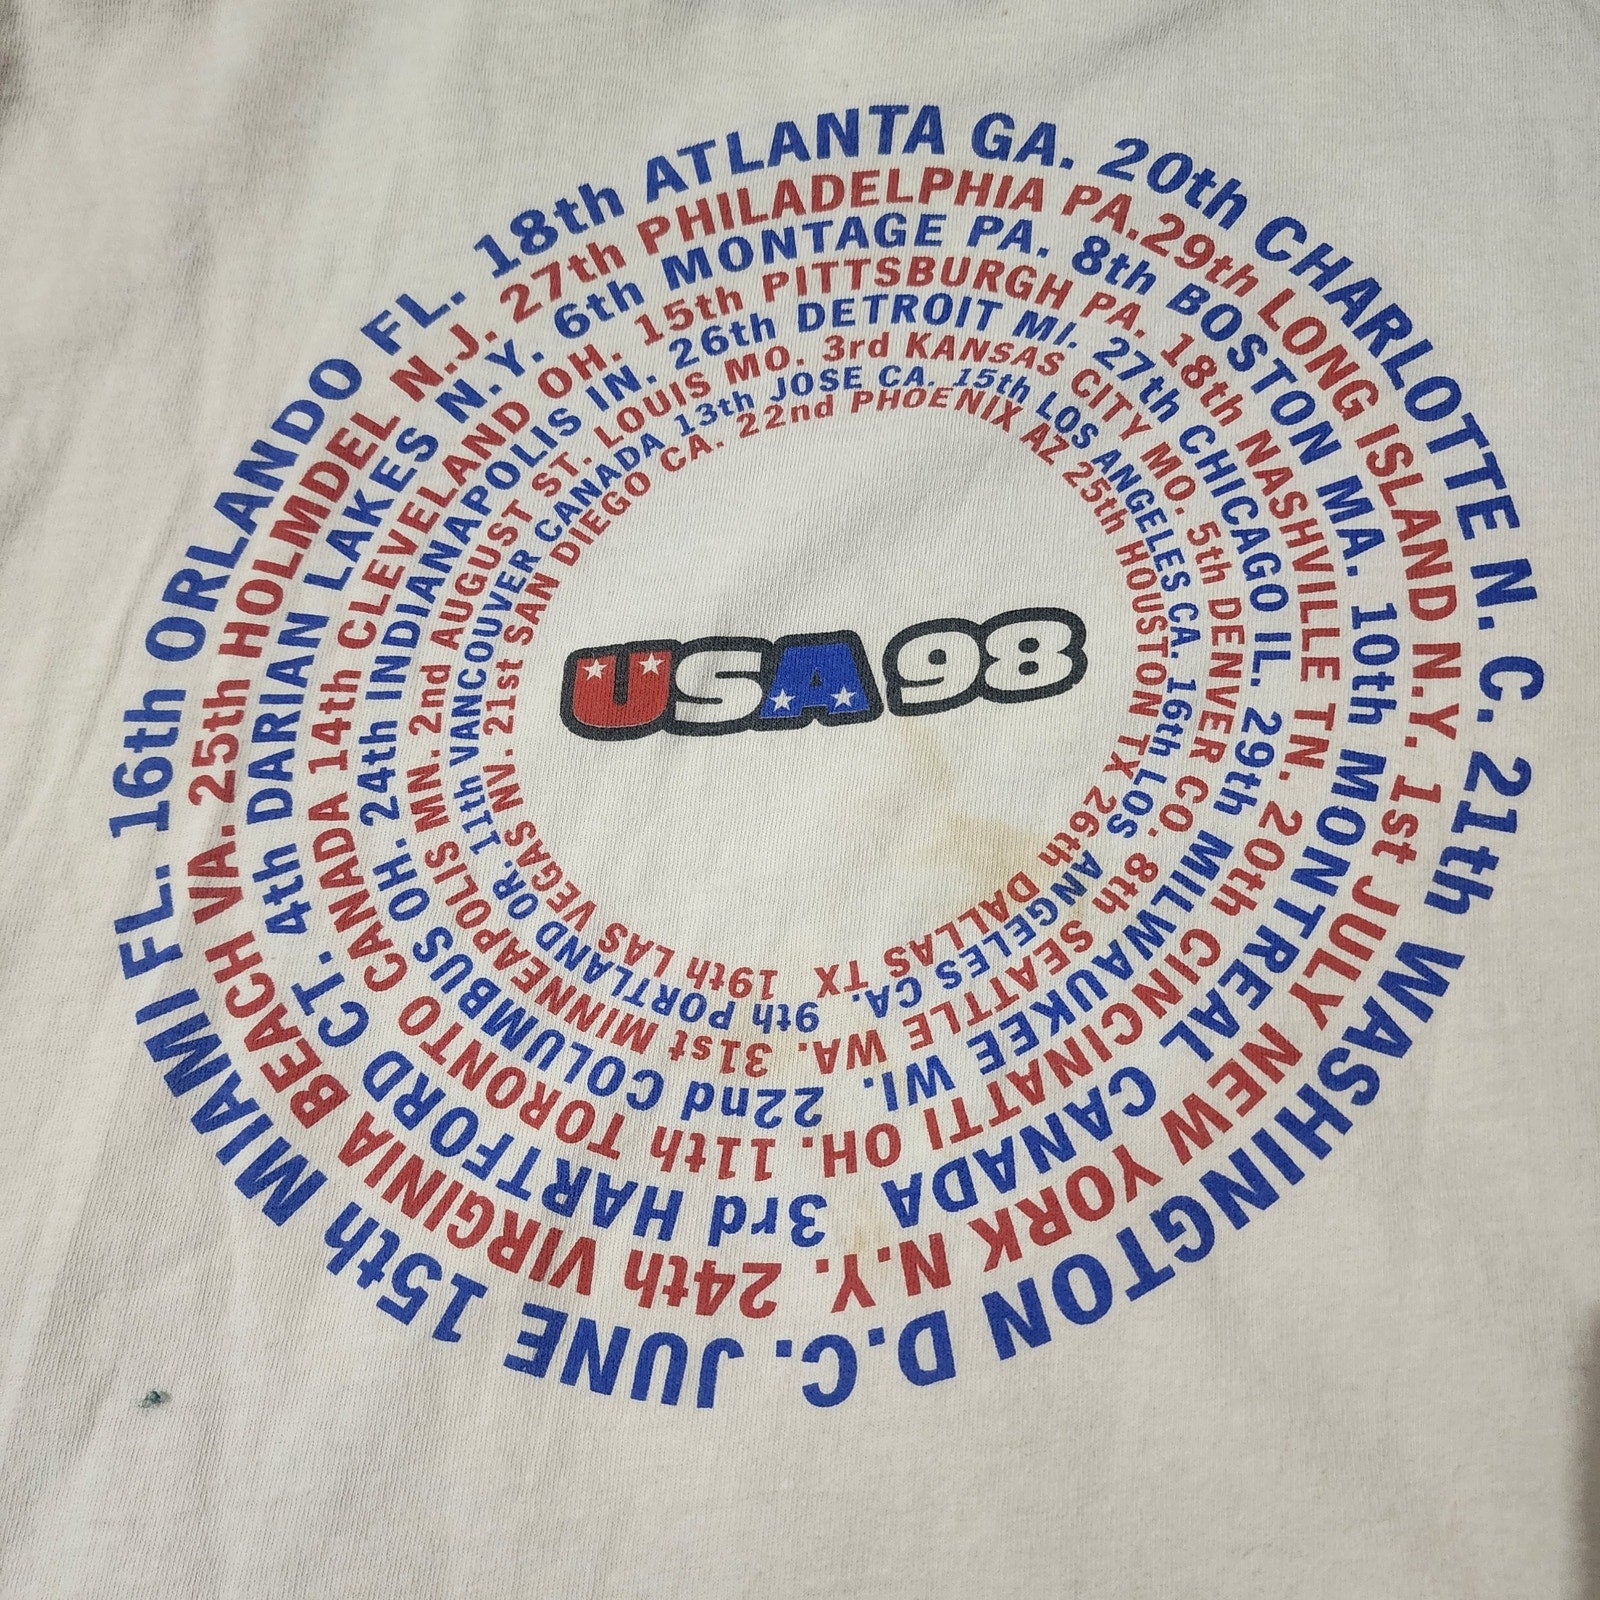 JUNE 15th MIAMI FL. 16th ORLANDO FL. 18th ATLANTA GA. 20th CHARLOTTE N. C. 21th WASHINGTON D.C.
24th VIRGINIA BEACH VA. 25th HOLMDEL N.J. 27th PHILADELPHIA PA.29th LONG ISLAND N.Y. 1st JULY NEW YORK N.Y.
3rd HARTFORD CT. 4th DARIAN LAKES N.Y. 6th MONTAGE PA. 8th BOSTON MA. 10th MONTREAL CANADA
11th TORONTO CANADA 14th CLEVELAND OH. 15th PITTSBURGH PA. 18th NASHVILLE TN. 20th CINCINATTI OH.
22nd COLUMBUS OH. 24th INDIANAPOLIS IN. 26th DETROIT MI. 27th CHICAGO IL. 29th MILWAUKEE WI.
31st MINNEAPOLIS MN. 2nd AUGUST ST. LOUIS MO. 3rd KANSAS CITY MO. 5th DENVER CO. 8th SEATTLE WA.
9th PORTLAND OR. 11th VANCOUVER CANADA 13th JOSE CA. 15th LOS ANGELES CA. 16th LOS ANGELES CA.
19th LAS VEGAS NV. 21st SAN DIEGO CA. 22nd PHOENIX AZ 25th HOUSTON TX 26th DALLAS TX
USA 98